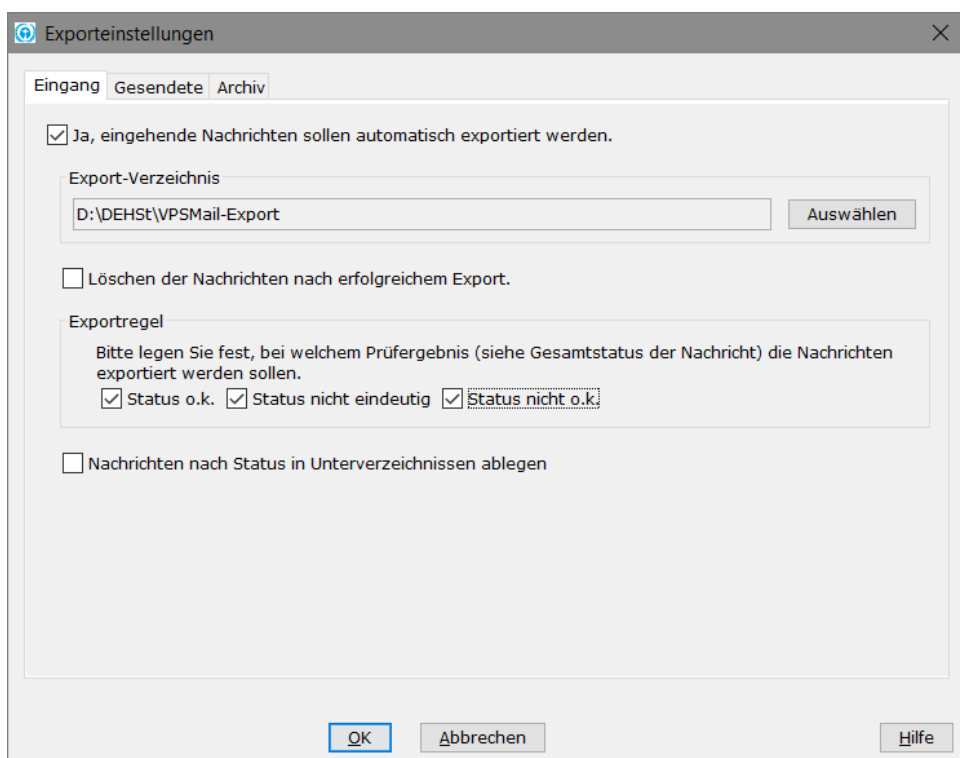 Exporteinstellungen
Eingang Gesendete Archiv
Ja, eingehende Nachrichten sollen automatisch exportiert werden.
Export-Verzeichnis
D:\DEHSt\VPSMail-Export
Auswählen
Löschen der Nachrichten nach erfolgreichem Export.
Exportregel
Bitte legen Sie fest, bei welchem Prüfergebnis (siehe Gesamtstatus der Nachricht) die Nachrichten
exportiert werden sollen.
Status o.k. Status nicht eindeutig Status nicht o.k.
Nachrichten nach Status in Unterverzeichnissen ablegen
OK Abbrechen Hilfe